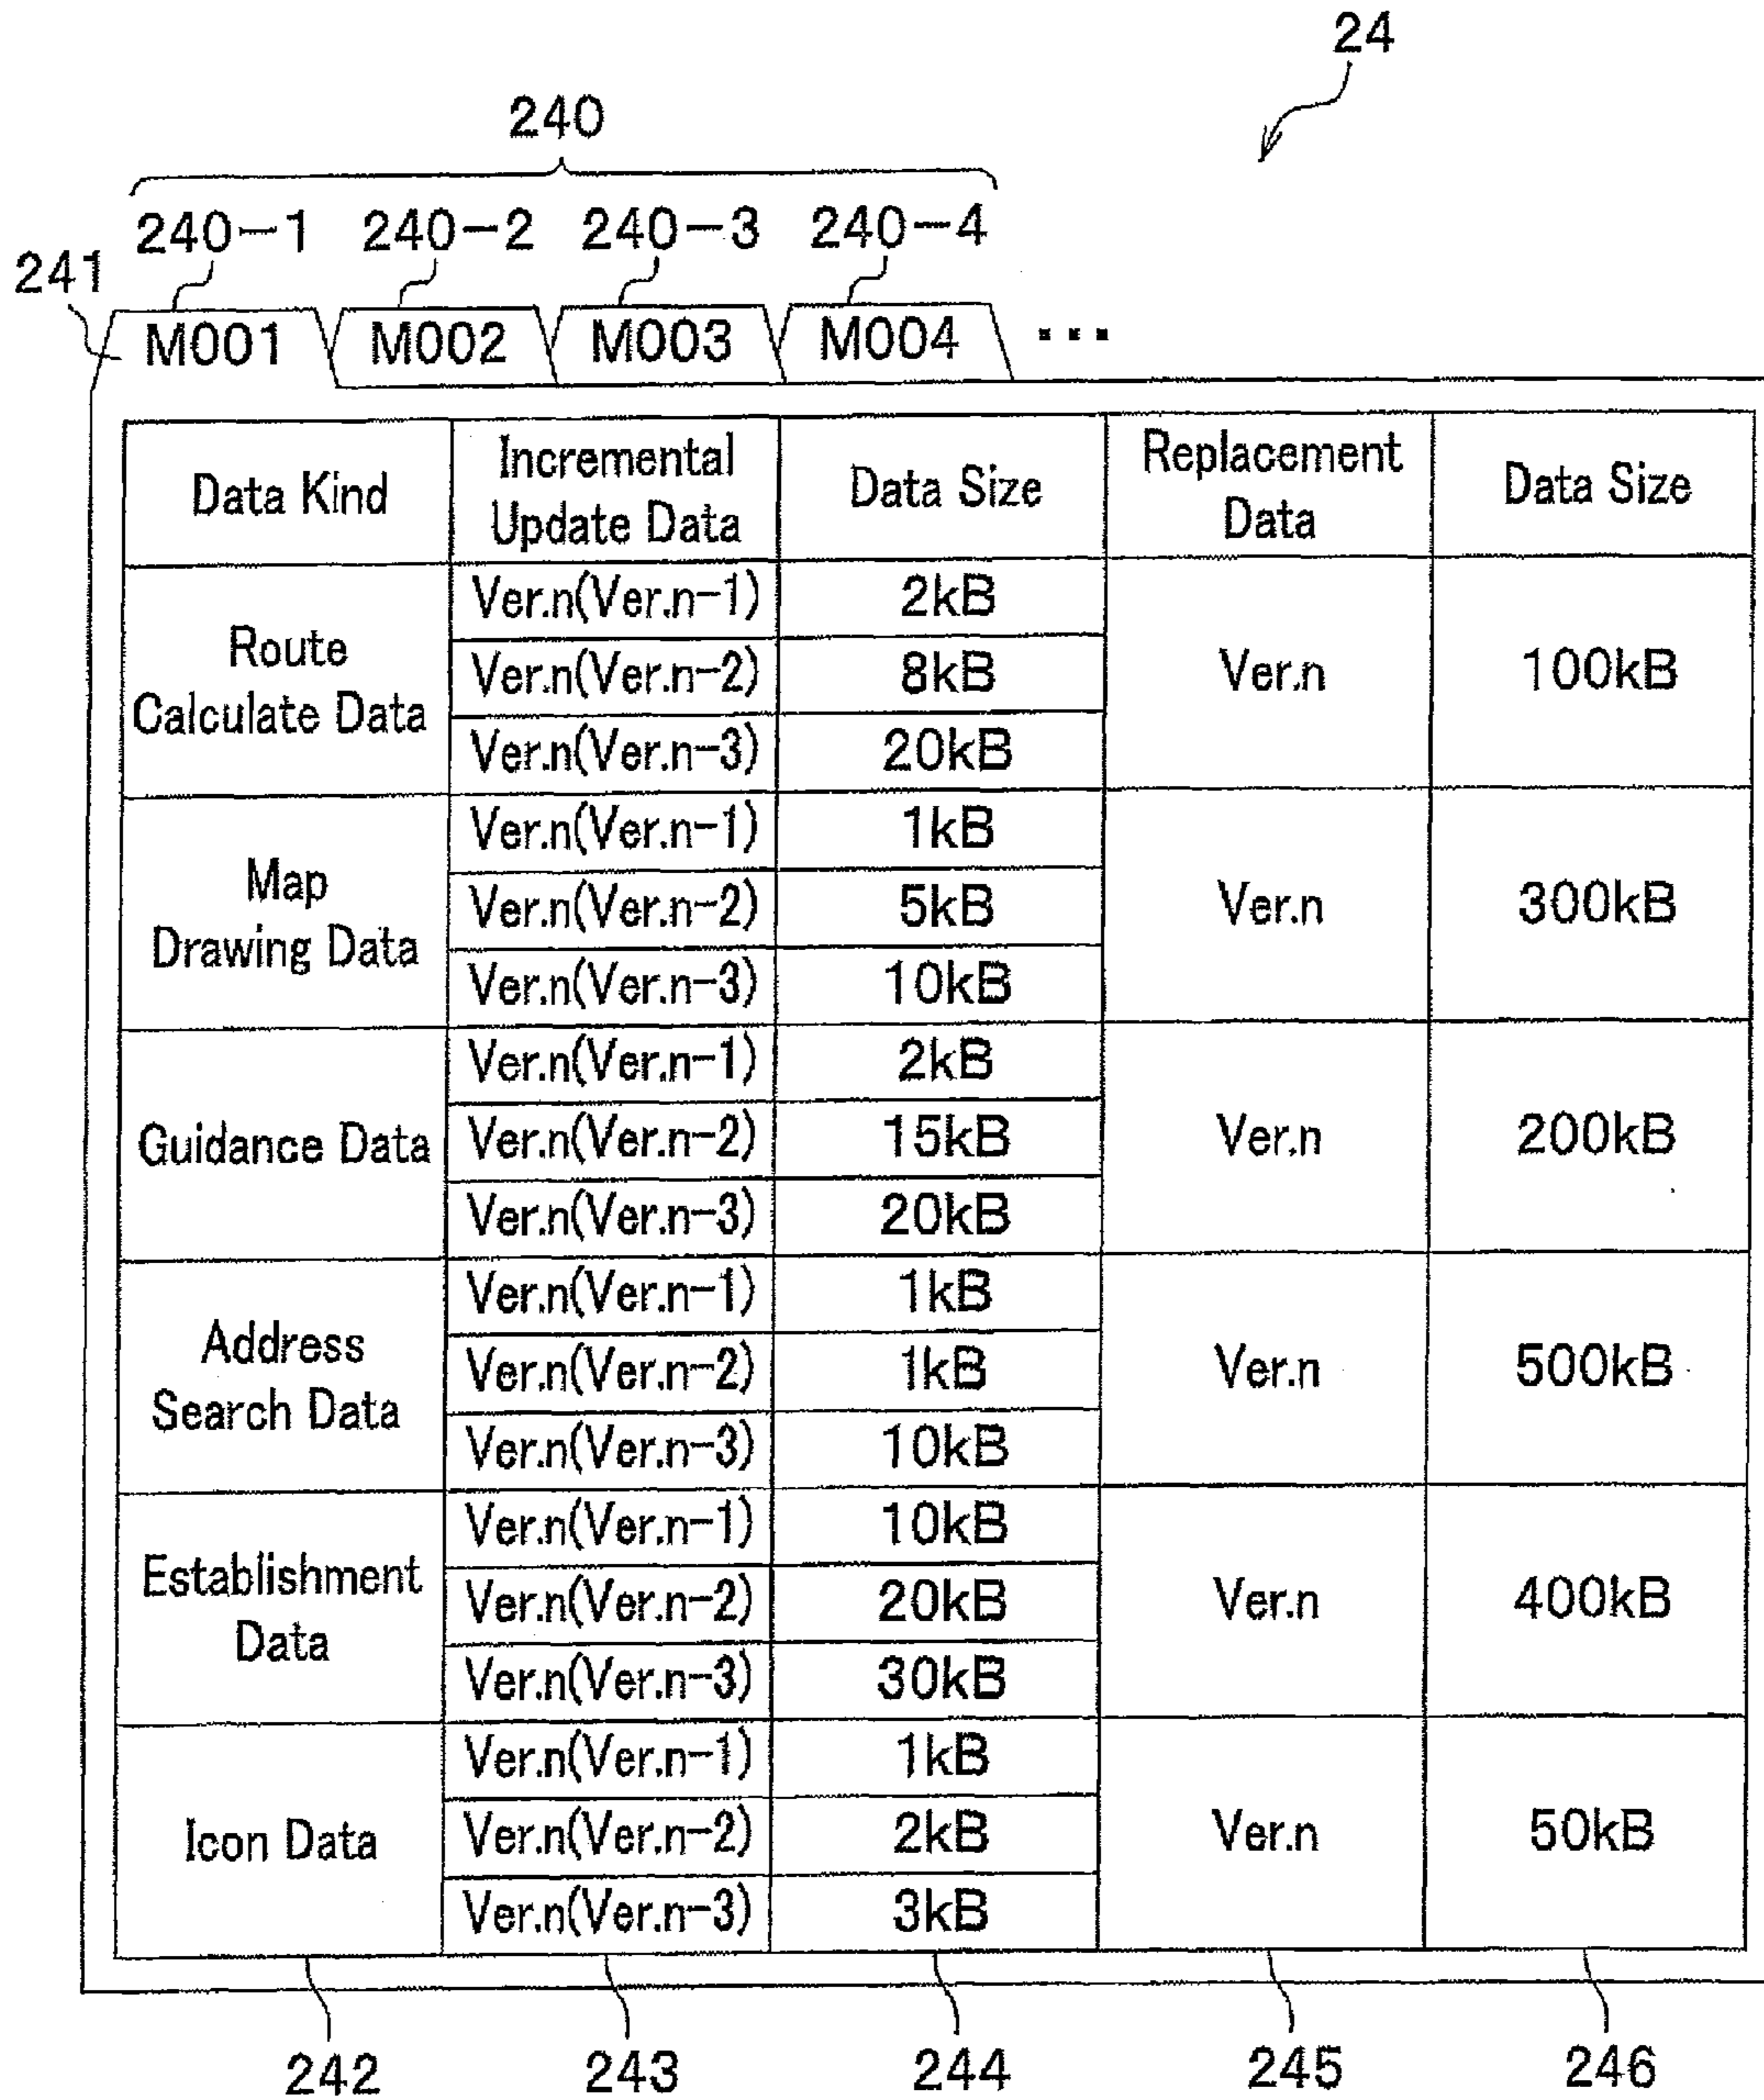 24
240
240-1 240-2 240-3 240-4
241
M001 M002 M003 M004 ...
Data Kind
Incremental
Update Data
Data Size
Replacement
Data
Data Size
Route
Calculate Data
Ver.n(Ver.n-1) 2kB
Ver.n(Ver.n-2) 8kB
Ver.n(Ver.n-3) 20kB
Ver.n 100kB
Map
Drawing Data
Ver.n(Ver.n-1) 1kB
Ver.n(Ver.n-2) 5kB
Ver.n(Ver.n-3) 10kB
Ver.n 300kB
Guidance Data
Ver.n(Ver.n-1) 2kB
Ver.n(Ver.n-2) 15kB
Ver.n(Ver.n-3) 20kB
Ver.n 200kB
Address
Search Data
Ver.n(Ver.n-1) 1kB
Ver.n(Ver.n-2) 1kB
Ver.n(Ver.n-3) 10kB
Ver.n 500kB
Establishment
Data
Ver.n(Ver.n-1) 10kB
Ver.n(Ver.n-2) 20kB
Ver.n(Ver.n-3) 30kB
Ver.n 400kB
Icon Data
Ver.n(Ver.n-1) 1kB
Ver.n(Ver.n-2) 2kB
Ver.n(Ver.n-3) 3kB
Ver.n 50kB
242 243 244 245 246